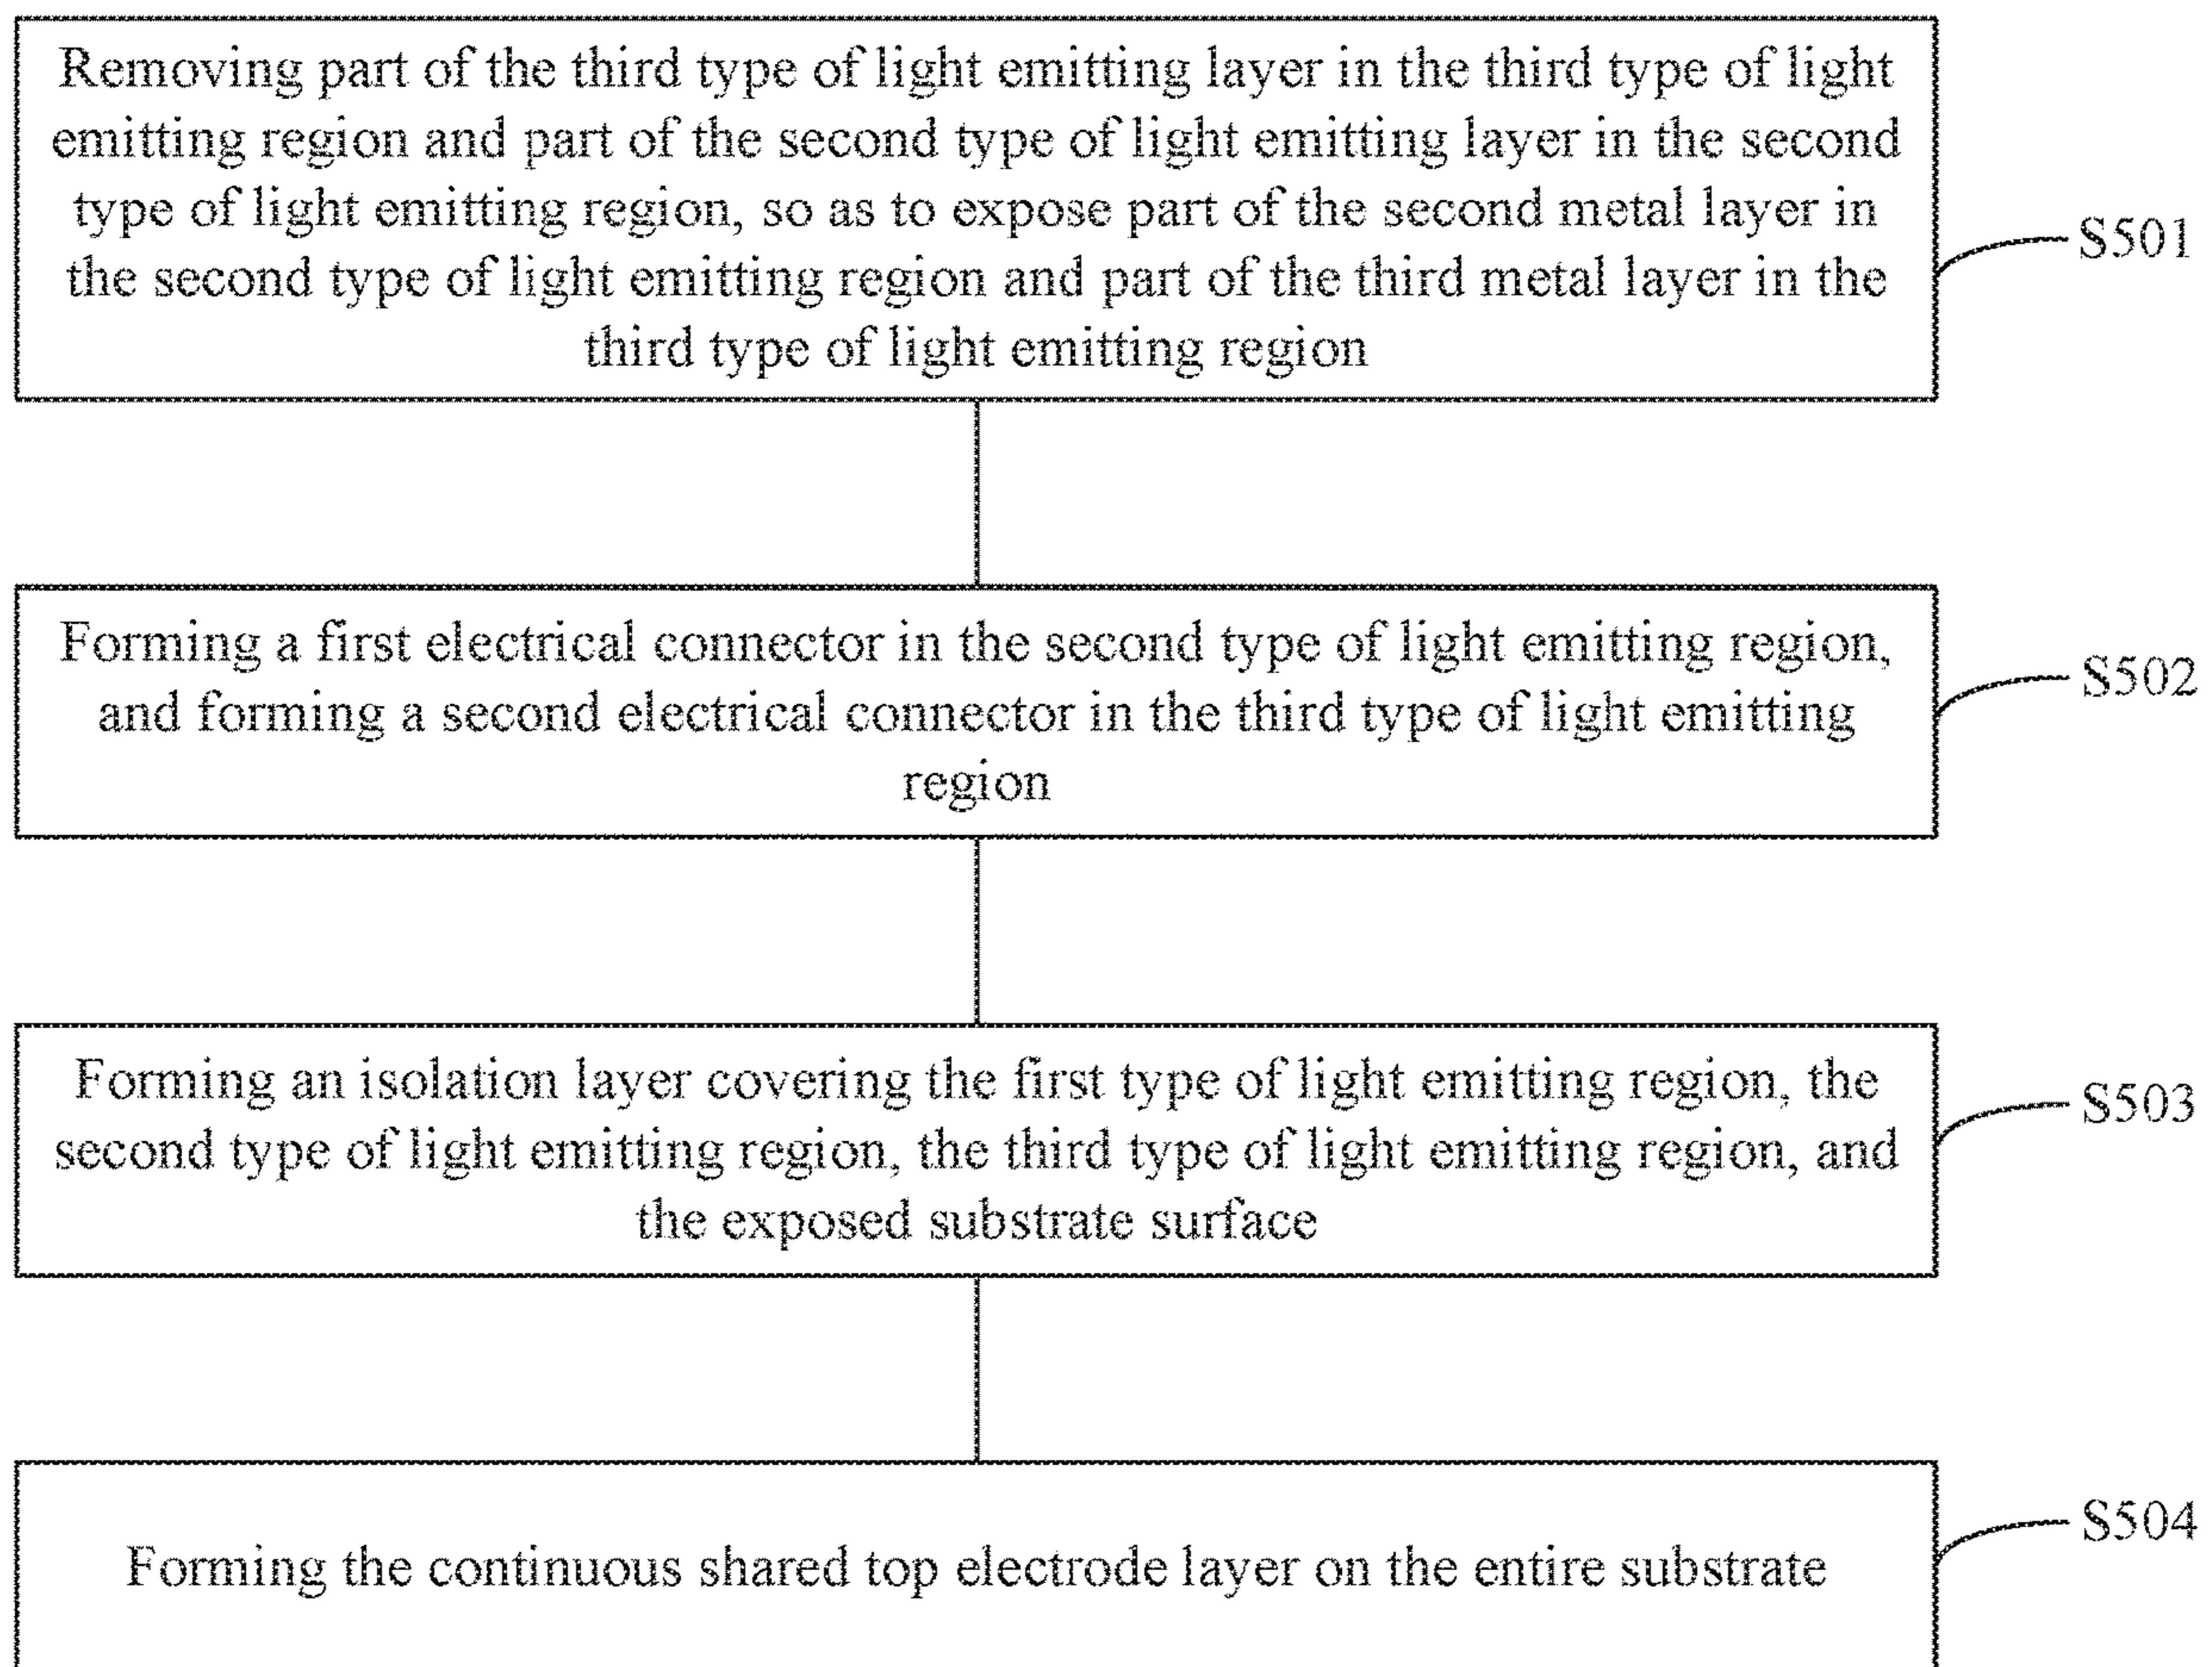 Removing part of the third type of light emitting layer in the third type of light
emitting region and part of the second type of light emitting layer in the second
type of light emitting region, so as to expose part of the second metal layer in
the second type of light emitting region and part of the third metal layer in the
third type of light emitting region
S501
Forming a first electrical connector in the second type of light emitting region,
and forming a second electrical connector in the third type of light emitting
region
S502
Forming an isolation layer covering the first type of light emitting region, the
second type of light emitting region, the third type of light emitting region, and
the exposed substrate surface
S503
Forming the continuous shared top electrode layer on the entire substrate
S504